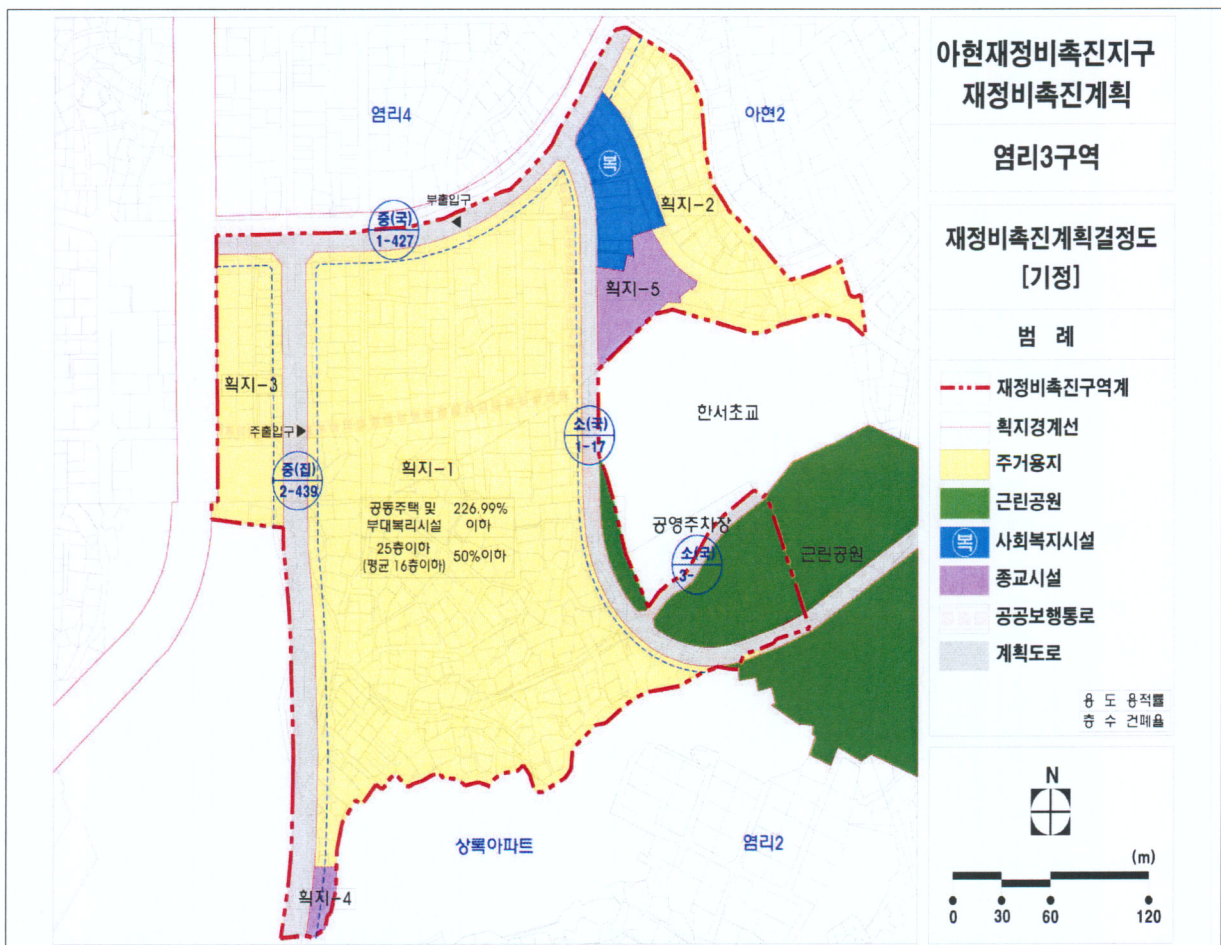 아현재정비촉진지구
재정비촉진계획
염리3구역
재정비촉진계획결정도
[기정]
범 례
재정비촉진구역계
획지경계선
주거용지
근린공원
복 사회복지시설
종교시설
공공보행통로
계획도로
용 도 용적률
층 수 건폐율
N
(m)
0 30 60 120
염리4
아현2
복
부출입구
중(국)
1-427
획지-2
획지-5
획지-3
한서초교
주출입구
소(국)
1-17
중(집)
2-439
획지-1
공동주택 및 226.99%
부대복리시설 이하
25층이하 50%이하
(평균 16층이하)
공영주차장
소(국)
3-
근린공원
상록아파트
염리2
획지-4